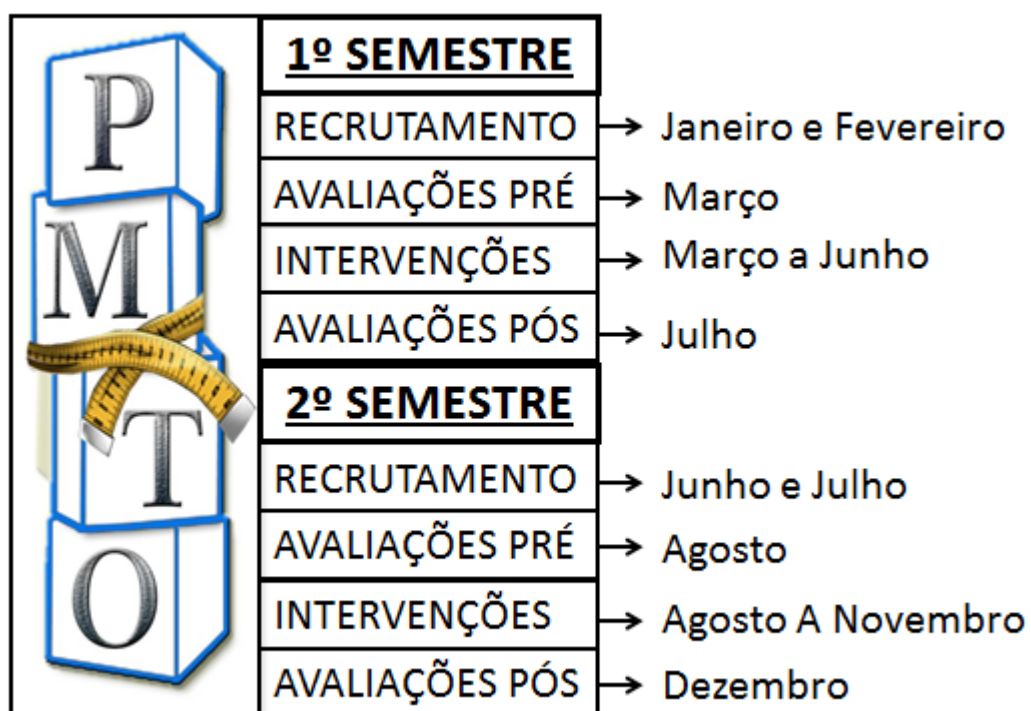 P
M
T
O
1º SEMESTRE
RECRUTAMENTO → Janeiro e Fevereiro
AVALIAÇÕES PRÉ → Março
INTERVENÇÕES → Março a Junho
AVALIAÇÕES PÓS → Julho
2º SEMESTRE
RECRUTAMENTO → Junho e Julho
AVALIAÇÕES PRÉ → Agosto
INTERVENÇÕES → Agosto A Novembro
AVALIAÇÕES PÓS → Dezembro